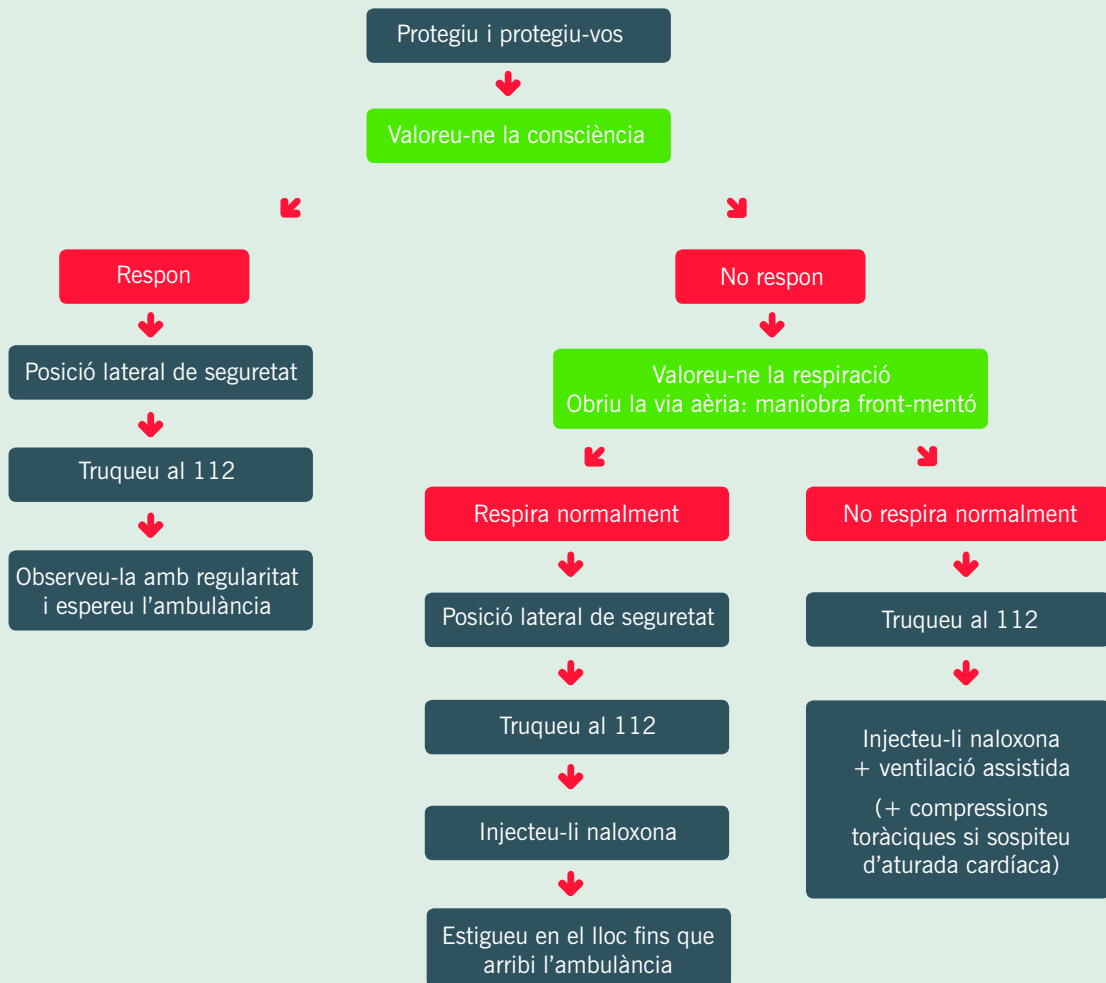 Protegiu i protegiu-vos
Valoreu-ne la consciència
Respon
Posició lateral de seguretat
Truqueu al 112
Observeu-la amb regularitat
i espereu l'ambulància
No respon
Valoreu-ne la respiració
Obriu la via aèria: maniobra front-mentó
Respira normalment
Posició lateral de seguretat
Truqueu al 112
Injecteu-li naloxona
Estigueu en el lloc fins que
arribi l'ambulància
No respira normalment
Truqueu al 112
Injecteu-li naloxona
+ ventilació assistida
(+ compressions
toràciques si sospiteu
d'aturada cardíaca)